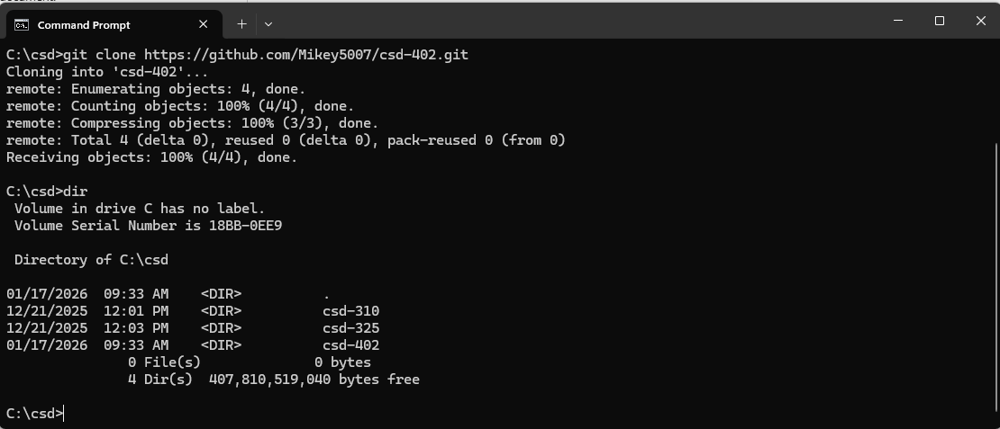 Command Prompt
C:\csd>git clone https://github.com/Mikey5007/csd-402.git
Cloning into 'csd-402'...
remote: Enumerating objects: 4, done.
remote: Counting objects: 100% (4/4), done.
remote: Compressing objects: 100% (3/3), done.
remote: Total 4 (delta 0), reused 0 (delta 0), pack-reused 0 (from 0)
Receiving objects: 100% (4/4), done.
C:\csd>dir
 Volume in drive C has no label.
 Volume Serial Number is 18BB-0EE9
 Directory of C:\csd
01/17/2026  09:33 AM    <DIR>          .
12/21/2025  12:01 PM    <DIR>          csd-310
12/21/2025  12:03 PM    <DIR>          csd-325
01/17/2026  09:33 AM    <DIR>          csd-402
               0 File(s)              0 bytes
               4 Dir(s)  407,810,519,040 bytes free
C:\csd>